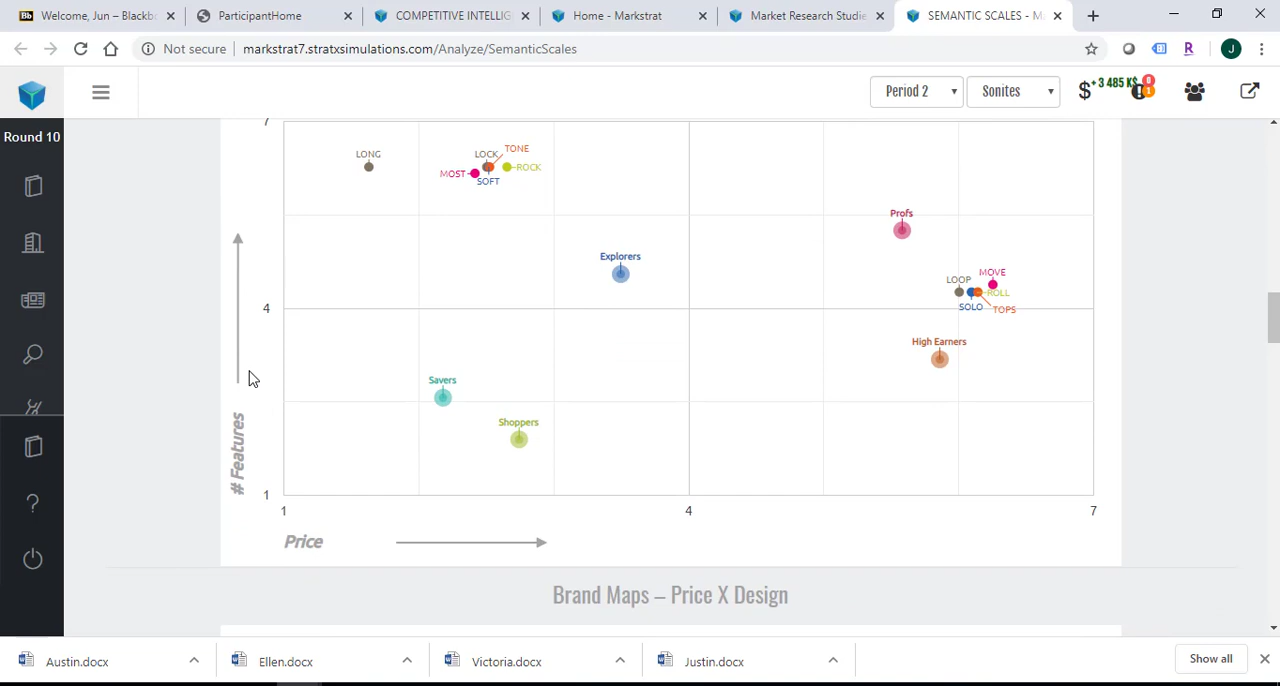 Welcome, Jun – Blackb
ParticipantHome
COMPETITIVE INTELLIG
Home - Markstrat
Market Research Studie
SEMANTIC SCALES - M
Not secure
markstrat7.stratxsimulations.com/Analyze/SemanticScales
R
J
Period 2
Sonites
$ + 3 485 K$
0
1
Round 10
7
LONG
LOCK
TONE
MOST
ROCK
SOFT
Profs
Explorers
MOVE
LOOP
ROLL
SOLO
TOPS
4
High Earners
Savers
Shoppers
# Features
1
1
4
7
Price
Brand Maps – Price X Design
Austin.docx
Ellen.docx
Victoria.docx
Justin.docx
Show all